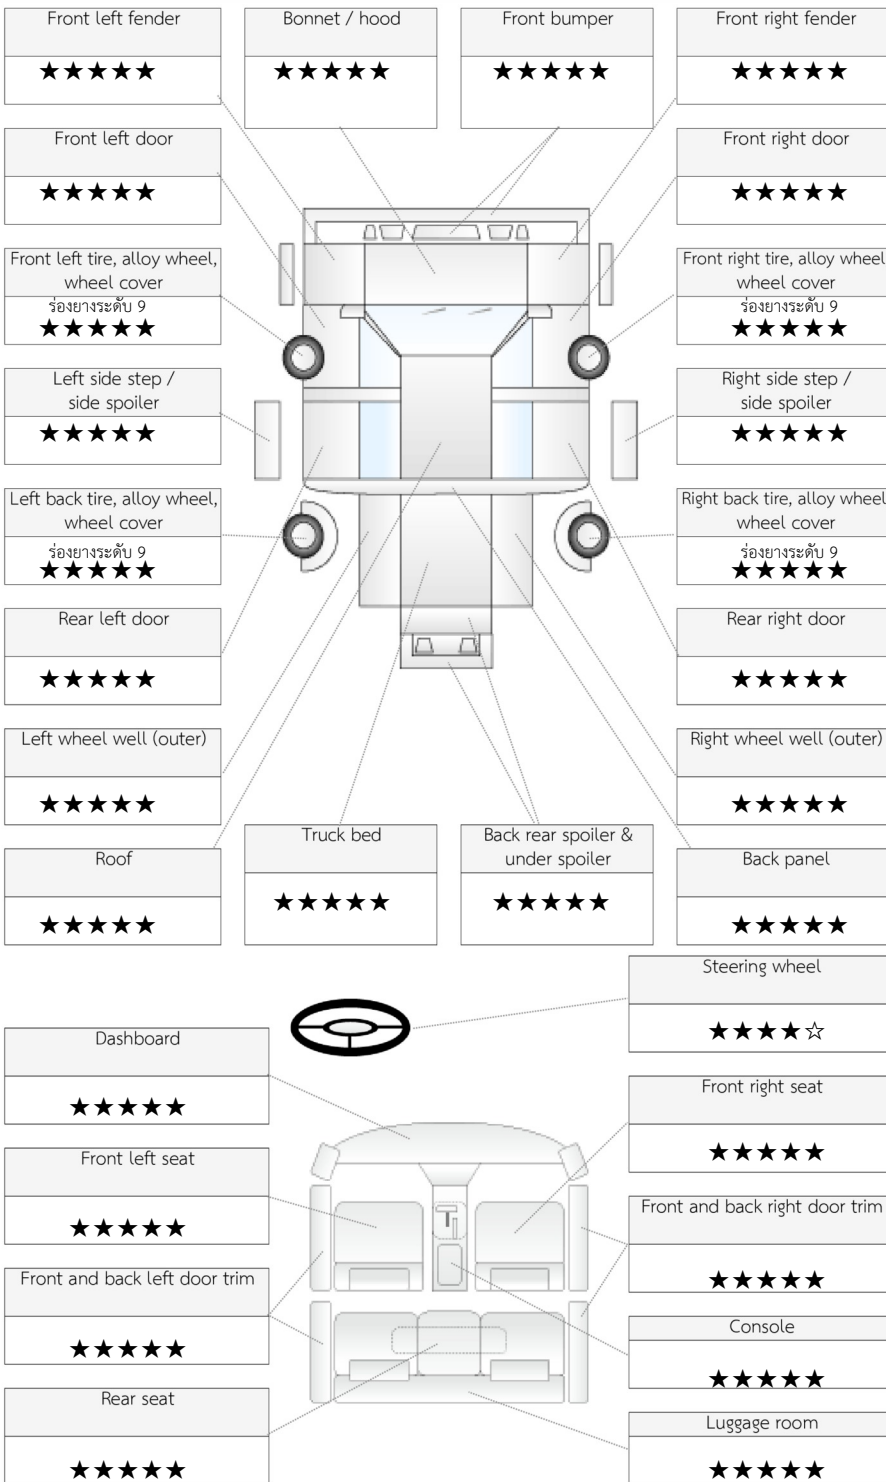 Front left fender
★★★★★
Bonnet / hood
★★★★★
Front bumper
★★★★★
Front right fender
★★★★★
Front left door
★★★★★
Front right door
★★★★★
Front left tire, alloy wheel,
wheel cover
ร่องยางระดับ 9
★★★★★
Front right tire, alloy wheel
wheel cover
ร่องยางระดับ 9
★★★★★
Left side step /
side spoiler
★★★★★
Right side step /
side spoiler
★★★★★
Left back tire, alloy wheel,
wheel cover
ร่องยางระดับ 9
★★★★★
Right back tire, alloy wheel
wheel cover
ร่องยางระดับ 9
★★★★★
Rear left door
★★★★★
Rear right door
★★★★★
Left wheel well (outer)
★★★★★
Right wheel well (outer)
★★★★★
Roof
★★★★★
Truck bed
★★★★★
Back rear spoiler &
under spoiler
★★★★★
Back panel
★★★★★
Steering wheel
★★★★☆
Dashboard
★★★★★
Front right seat
★★★★★
Front left seat
★★★★★
Front and back right door trim
★★★★★
Front and back left door trim
★★★★★
Console
★★★★★
Rear seat
★★★★★
Luggage room
★★★★★